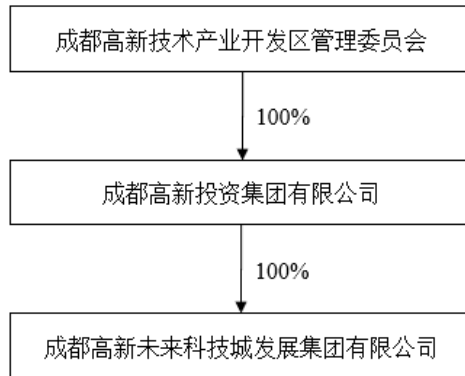 成都高新技术产业开发区管理委员会
100%
成都高新投资集团有限公司
100%
成都高新未来科技城发展集团有限公司